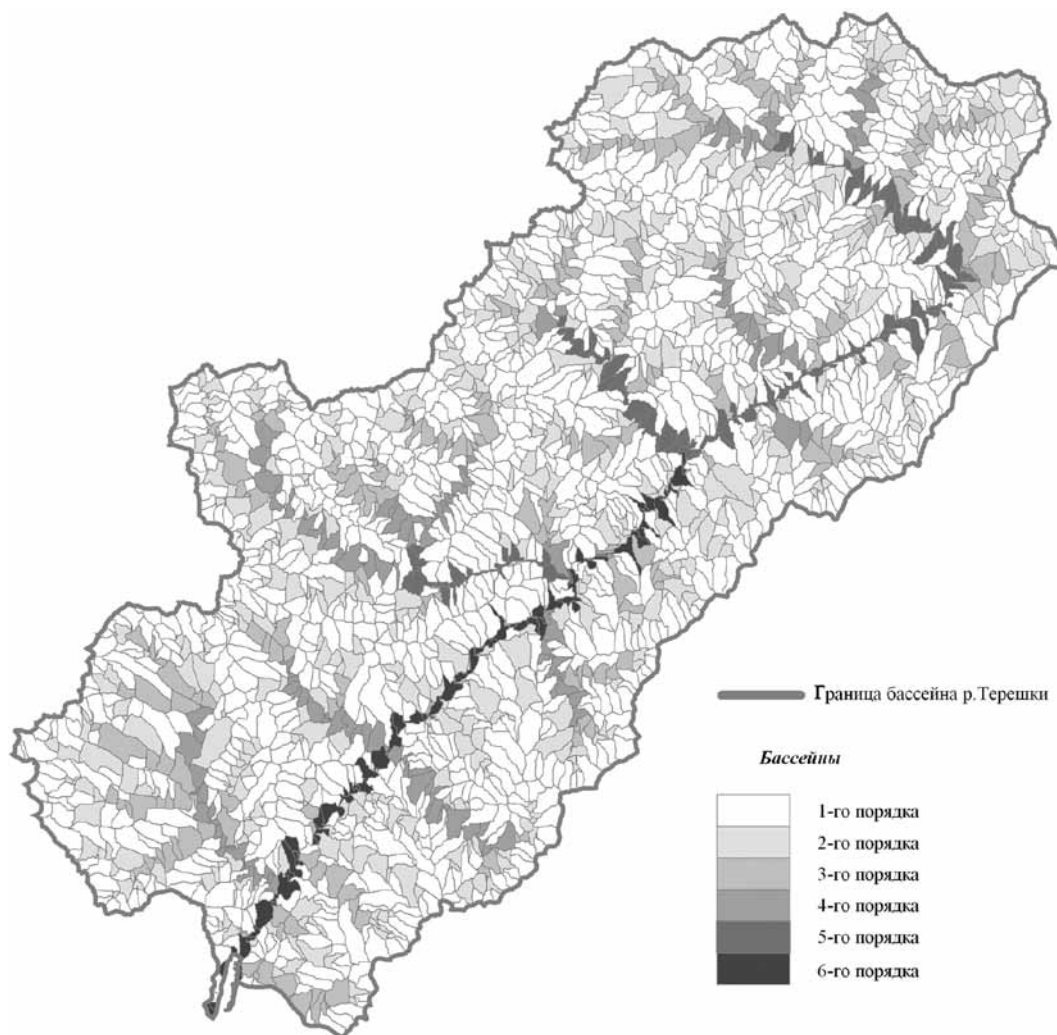 Граница бассейна р.Терешки
Бассейны
1-го порядка
2-го порядка
3-го порядка
4-го порядка
5-го порядка
6-го порядка